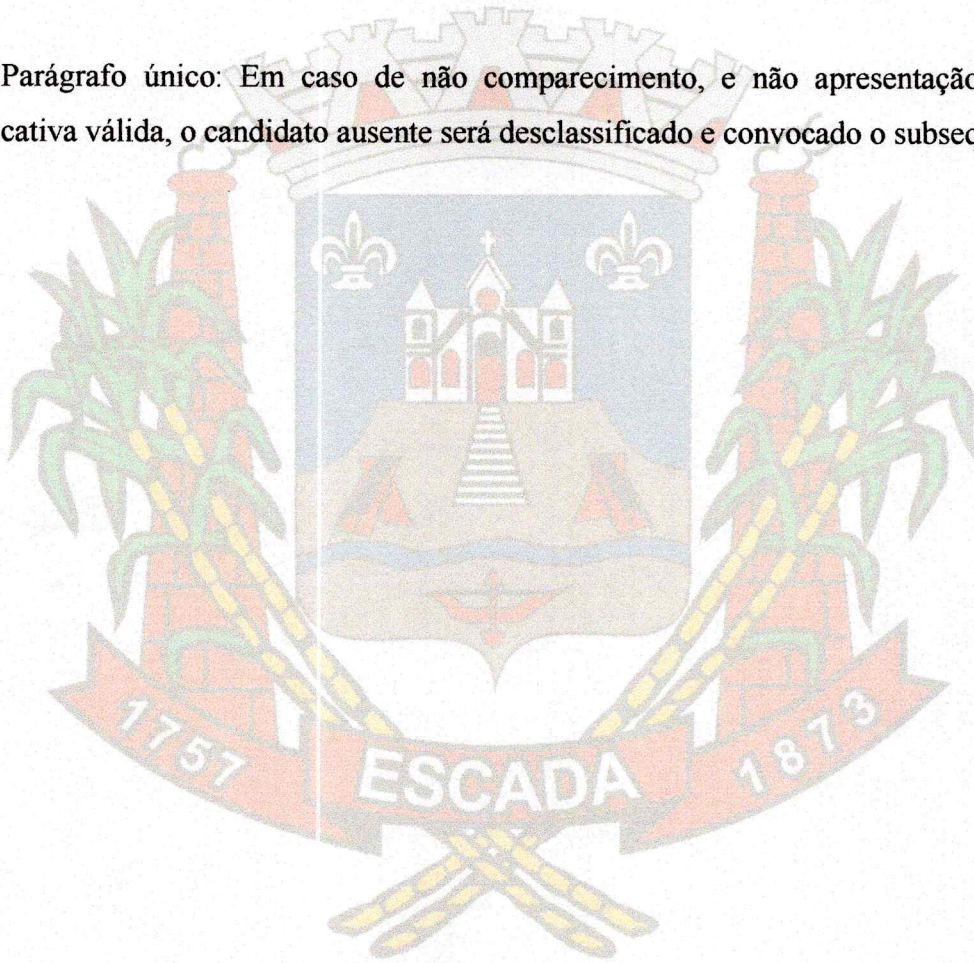 Parágrafo único: Em caso de não comparecimento, e não apresentação
cativa válida, o candidato ausente será desclassificado e convocado o
1757
ESCADA
1873